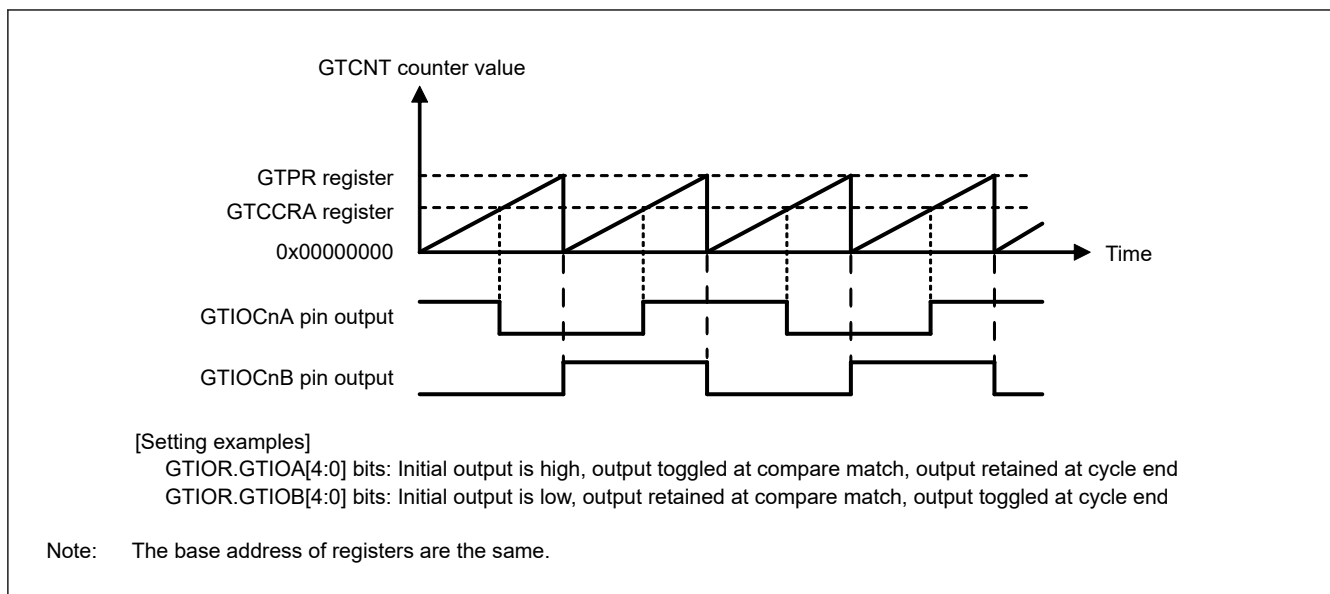 GTCNT counter value
GTPR register
GTCCRA register
0x00000000
Time
GTIOCnA pin output
GTIOCnB pin output
[Setting examples]
GTIOR.GTIOA[4:0] bits: Initial output is high, output toggled at compare match, output retained at cycle end
GTIOR.GTIOB[4:0] bits: Initial output is low, output retained at compare match, output toggled at cycle end
Note: The base address of registers are the same.